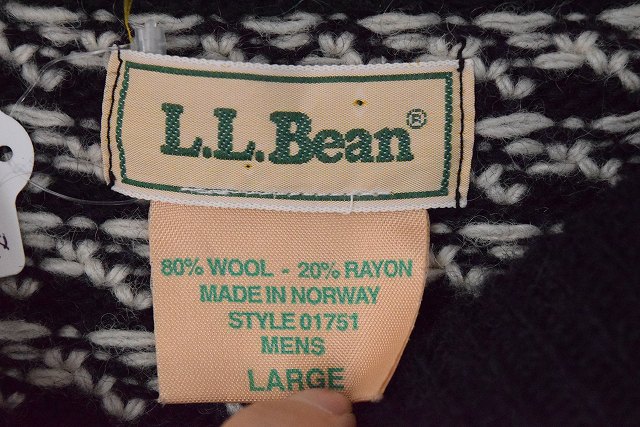 L.L.Bean®
80% WOOL - 20% RAYON
MADE IN NORWAY
STYLE 01751
MENS
LARGE